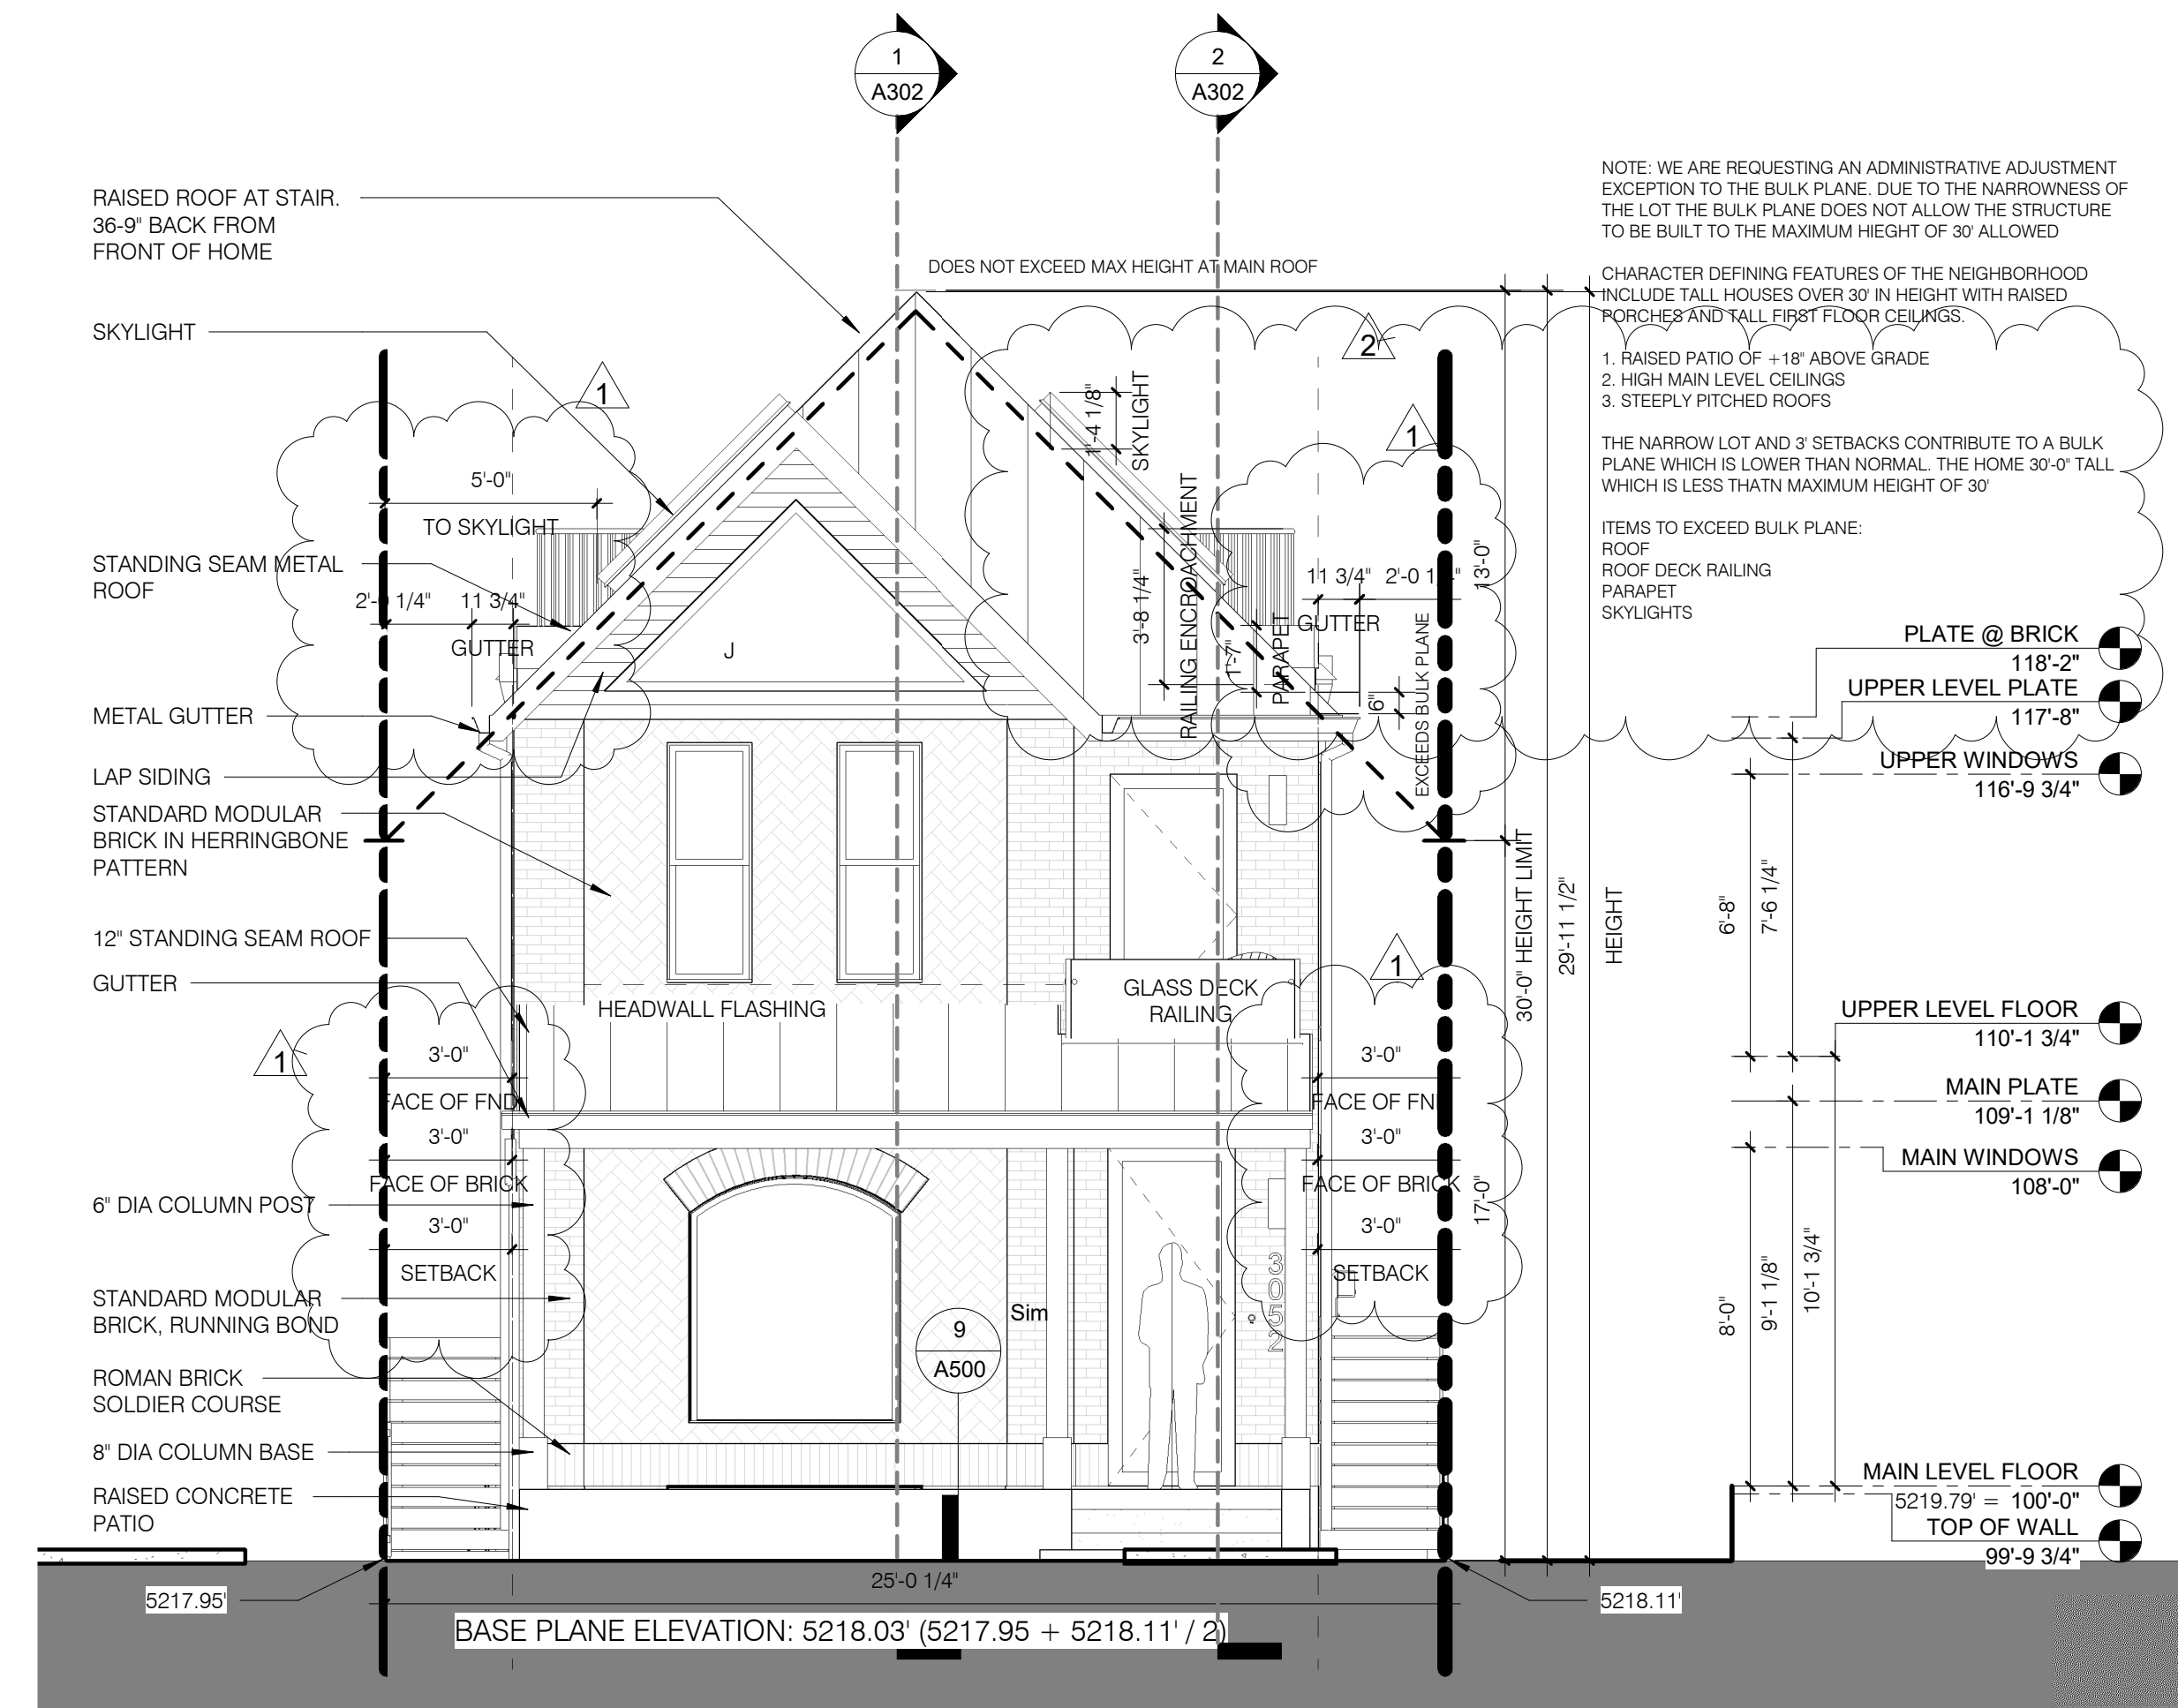 1
A302
2
A302
RAISED ROOF AT STAIR.
36-9" BACK FROM
FRONT OF HOME
SKYLIGHT
1
5'-0"
TO SKYLIGHT
STANDING SEAM METAL
ROOF
2'-0 1/4"
11 3/4"
GUTTER
METAL GUTTER
LAP SIDING
STANDARD MODULAR
BRICK IN HERRINGBONE
PATTERN
12" STANDING SEAM ROOF
GUTTER
1
3'-0"
FACE OF FND
3'-0"
FACE OF BRICK
6" DIA COLUMN POST
3'-0"
SETBACK
STANDARD MODULAR
BRICK, RUNNING BOND
ROMAN BRICK
SOLDIER COURSE
8" DIA COLUMN BASE
RAISED CONCRETE
PATIO
5217.95'
DOES NOT EXCEED MAX HEIGHT AT MAIN ROOF
2
1
1'-4 1/8"
SKYLIGHT
RAILING ENCROACHMENT
3'-8 1/4"
1'-7"
PARAPET
11 3/4"
2'-0 1/4"
GUTTER
6"
EXCEEDS BULK PLANE
13'-0"
J
HEADWALL FLASHING
GLASS DECK
RAILING
1
3'-0"
FACE OF FND
3'-0"
FACE OF BRICK
3'-0"
SETBACK
17'-0"
3052
Sim
9
A500
25'-0 1/4"
BASE PLANE ELEVATION: 5218.03' (5217.95 + 5218.11' / 2)
5218.11'
30'-0" HEIGHT LIMIT
29'-11 1/2"
HEIGHT
NOTE: WE ARE REQUESTING AN ADMINISTRATIVE ADJUSTMENT
EXCEPTION TO THE BULK PLANE. DUE TO THE NARROWNESS OF
THE LOT THE BULK PLANE DOES NOT ALLOW THE STRUCTURE
TO BE BUILT TO THE MAXIMUM HIEGHT OF 30' ALLOWED
CHARACTER DEFINING FEATURES OF THE NEIGHBORHOOD
INCLUDE TALL HOUSES OVER 30' IN HEIGHT WITH RAISED
PORCHES AND TALL FIRST FLOOR CEILINGS.
1. RAISED PATIO OF +18" ABOVE GRADE
2. HIGH MAIN LEVEL CEILINGS
3. STEEPLY PITCHED ROOFS
THE NARROW LOT AND 3' SETBACKS CONTRIBUTE TO A BULK
PLANE WHICH IS LOWER THAN NORMAL. THE HOME 30'-0" TALL
WHICH IS LESS THATN MAXIMUM HEIGHT OF 30'
ITEMS TO EXCEED BULK PLANE:
ROOF
ROOF DECK RAILING
PARAPET
SKYLIGHTS
PLATE @ BRICK
118'-2"
UPPER LEVEL PLATE
117'-8"
UPPER WINDOWS
116'-9 3/4"
6'-8"
7'-6 1/4"
UPPER LEVEL FLOOR
110'-1 3/4"
MAIN PLATE
109'-1 1/8"
MAIN WINDOWS
108'-0"
8'-0"
9'-1 1/8"
10'-1 3/4"
MAIN LEVEL FLOOR
5219.79' = 100'-0"
TOP OF WALL
99'-9 3/4"